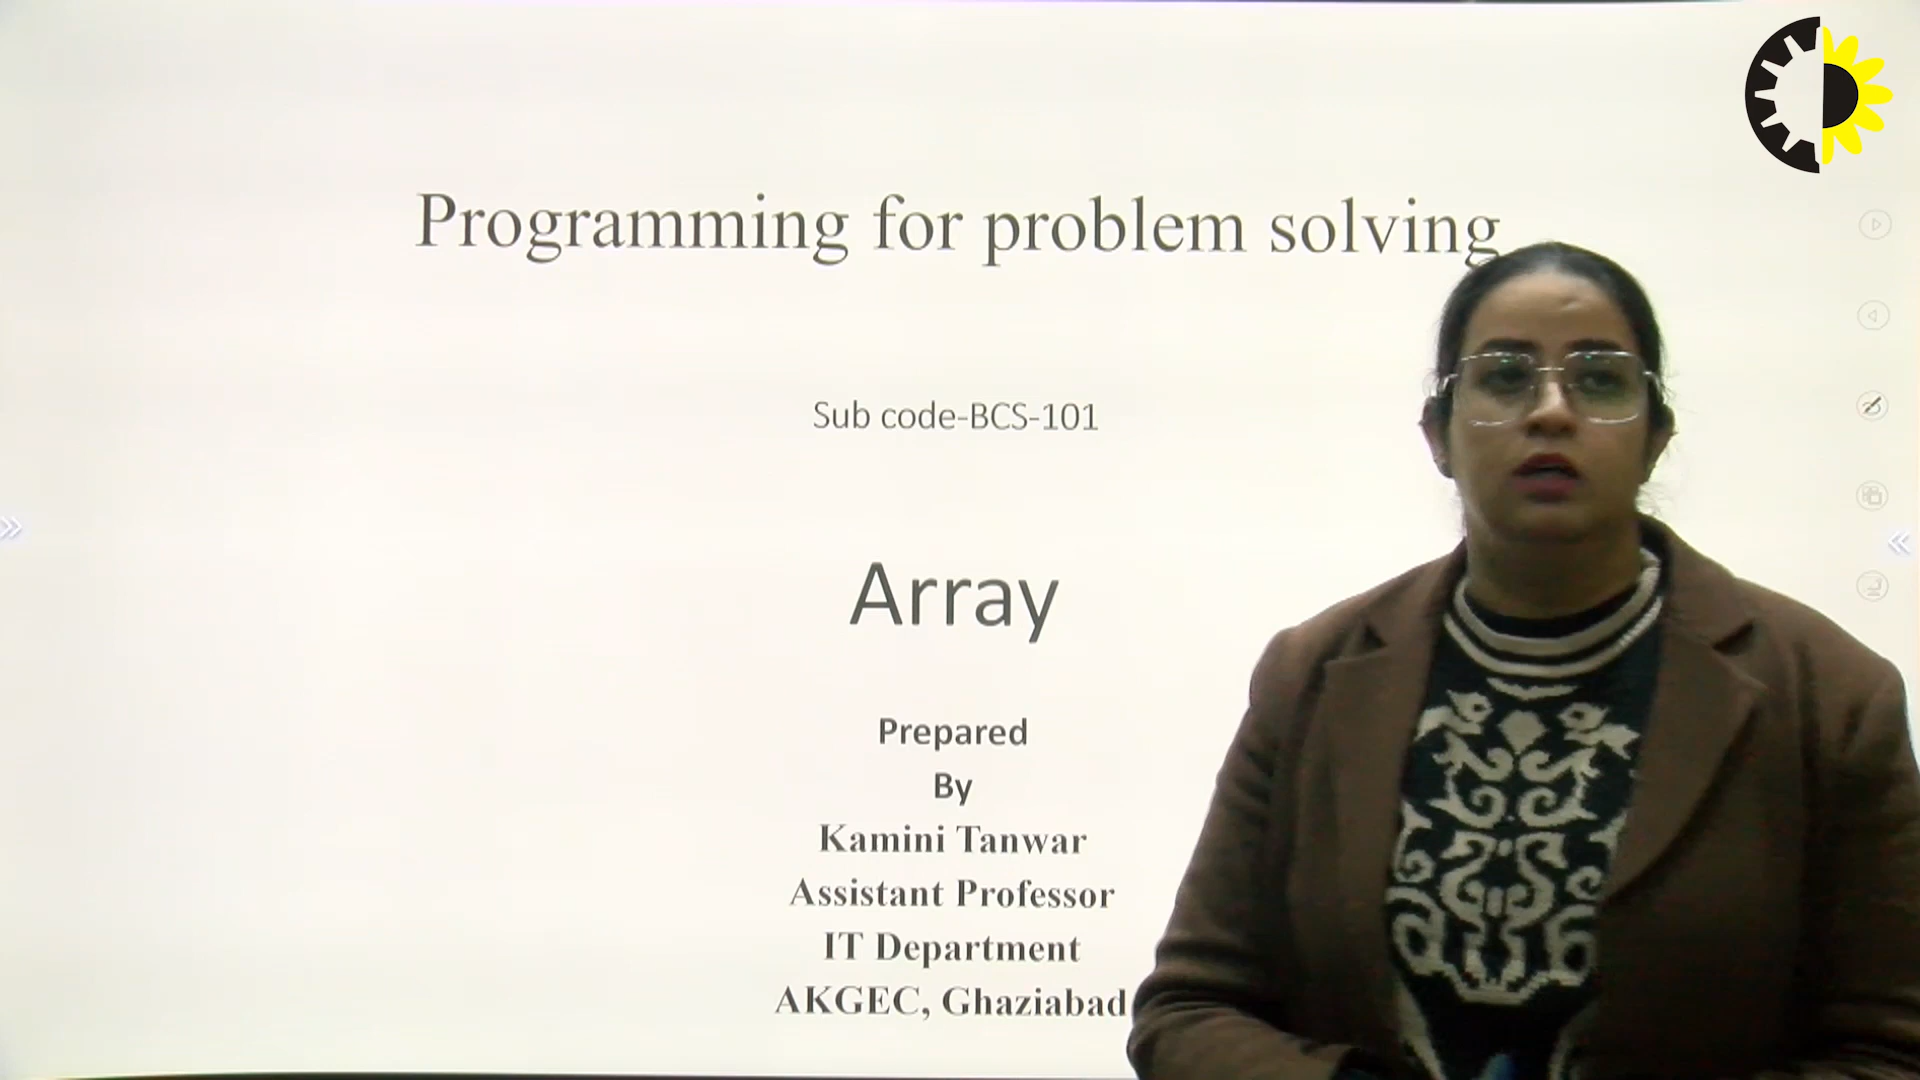 Programming for problem solving
Sub code-BCS-101
Array
Prepared
By
Kamini Tanwar
Assistant Professor
IT Department
AKGEC, Ghaziabad